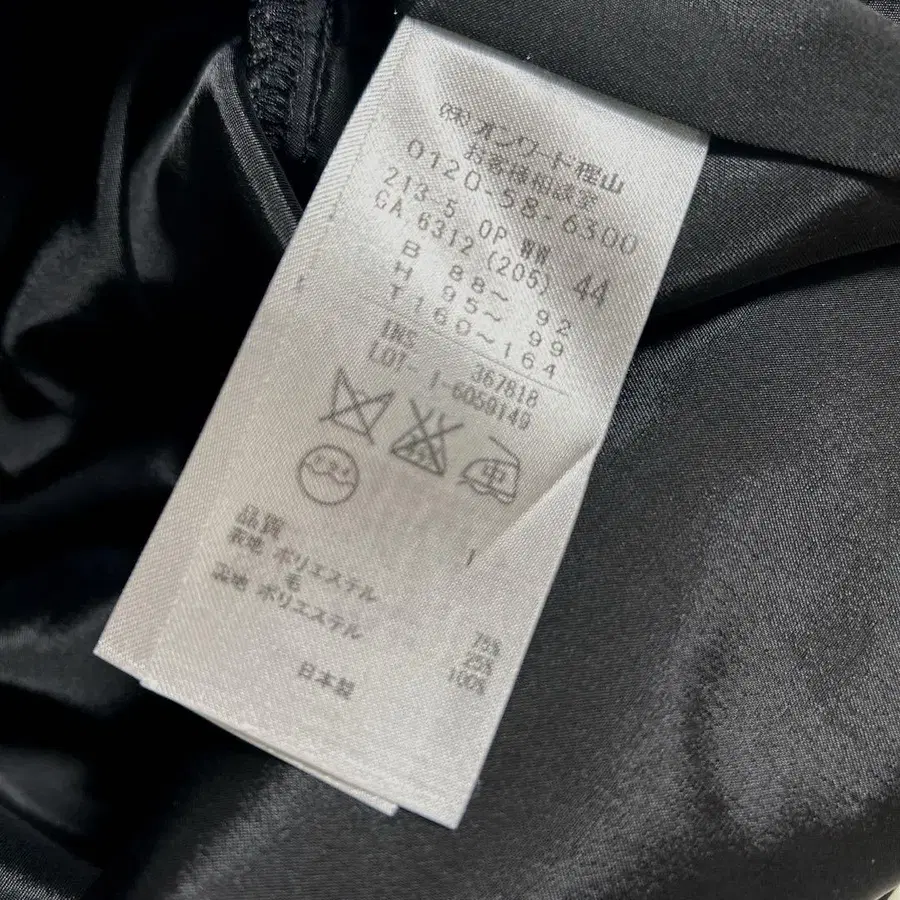 (株)オンワード樫山
お客様相談室
0120-58-6300
213-5 OP WW 44
GA 6312 (205)
B 88〜 92
H 95〜 99
T160〜164
INS 367818
LOT- 1-6059149
品質
表地 ポリエステル 75%
毛 25%
裏地 ポリエステル 100%
日本製